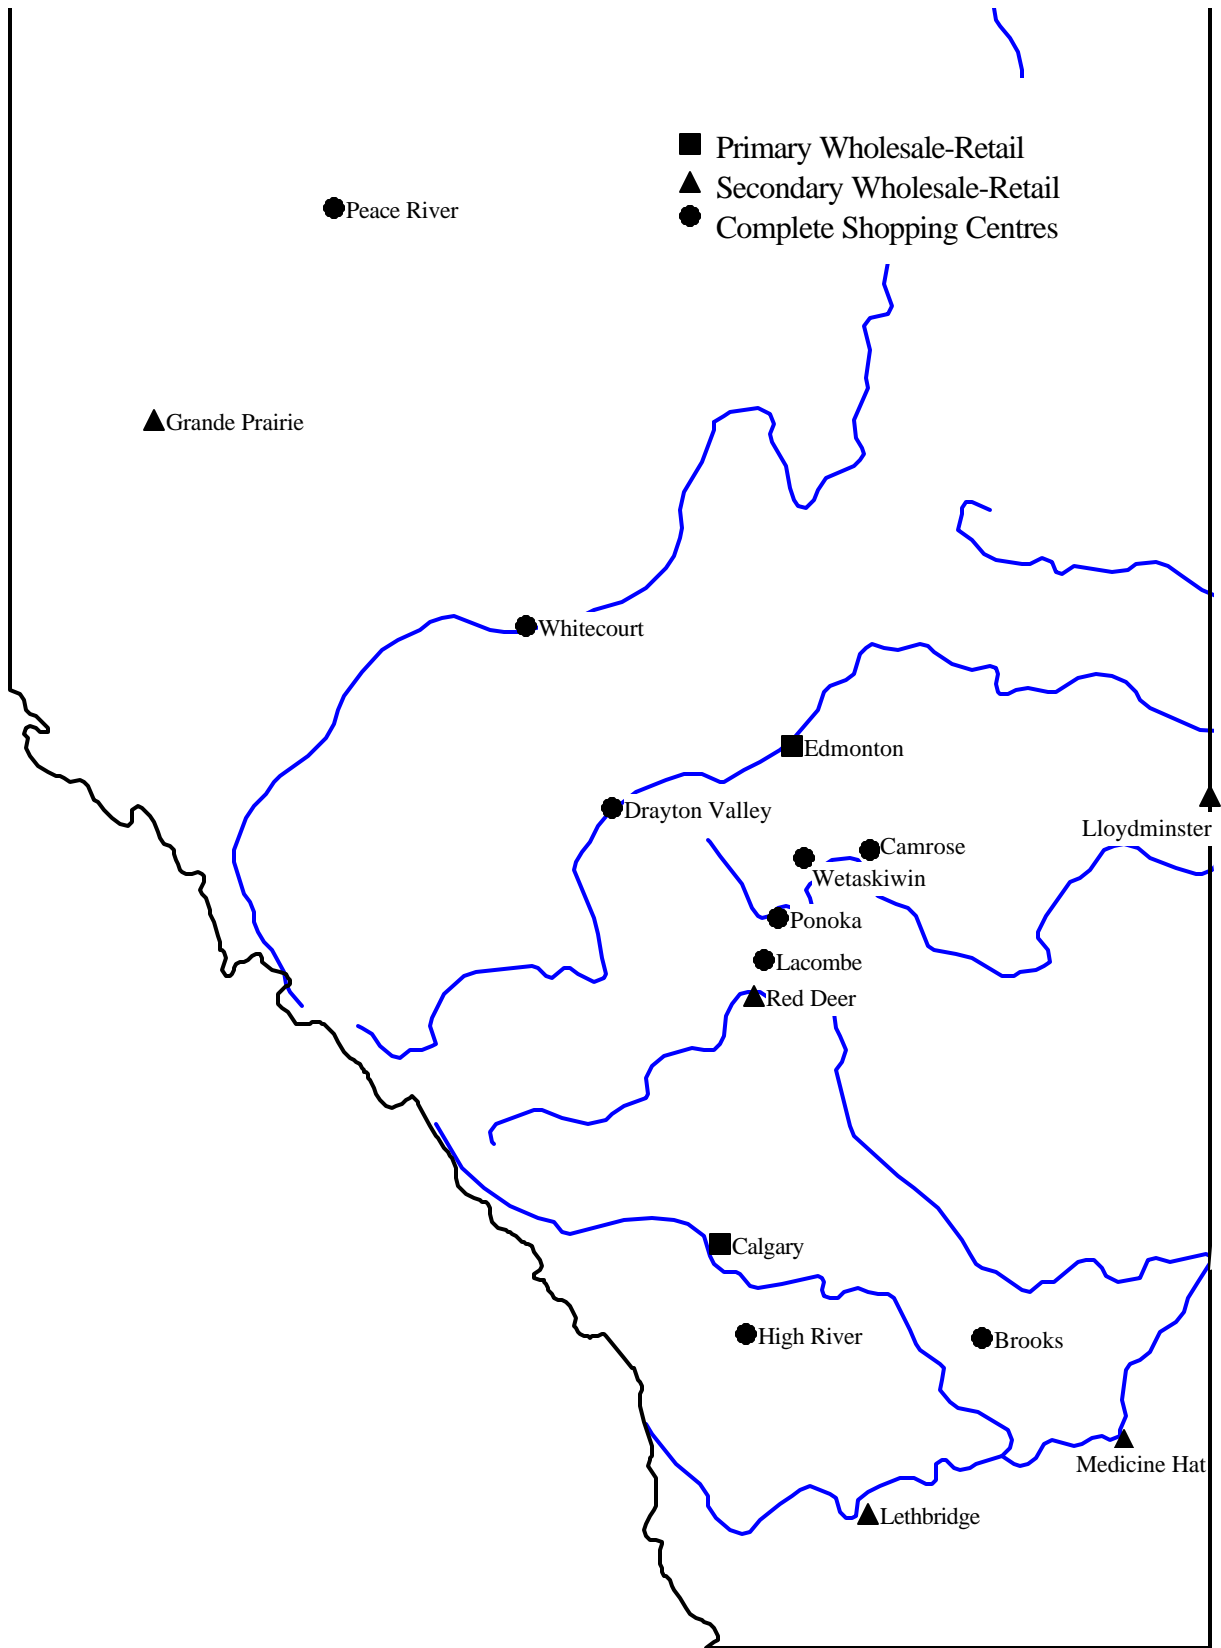 Primary Wholesale-Retail
Secondary Wholesale-Retail
Complete Shopping Centres
Peace River
Grande Prairie
Whitecourt
Edmonton
Drayton Valley
Lloydminster
Camrose
Wetaskiwin
Ponoka
Lacombe
Red Deer
Calgary
High River
Brooks
Medicine Hat
Lethbridge